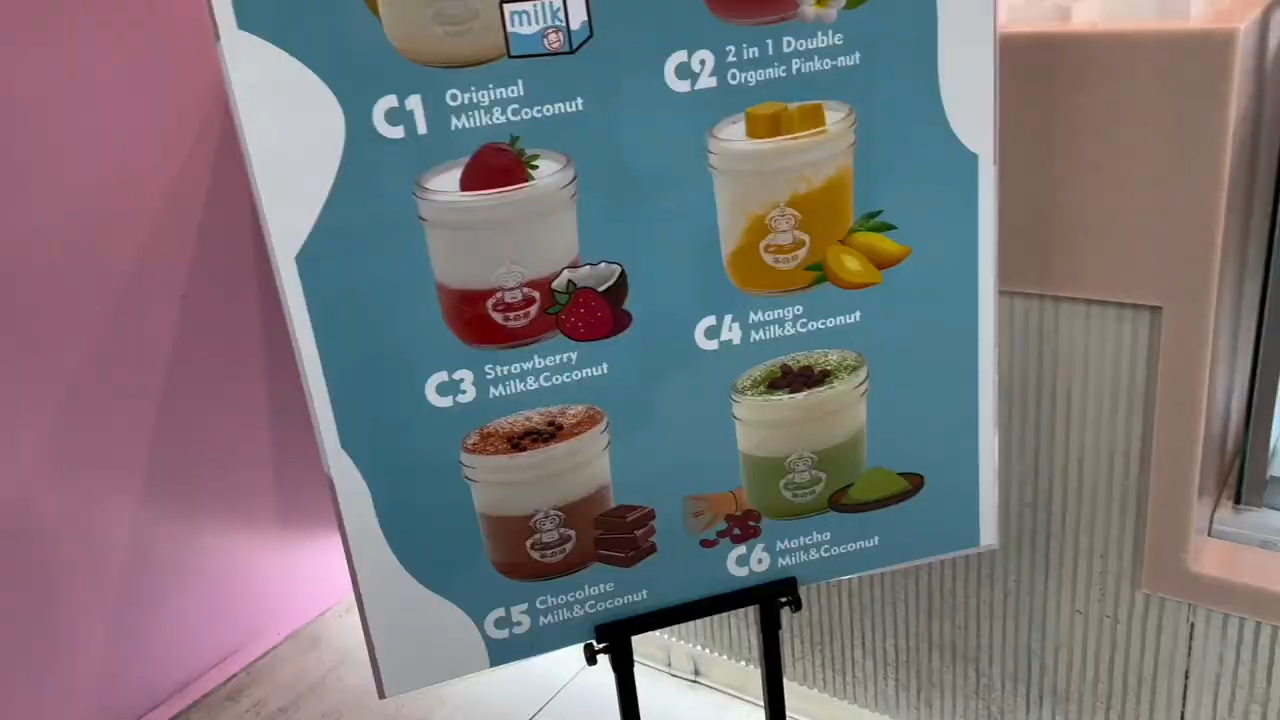 milk
C1 Original
Milk&Coconut
C2 2 in 1 Double
Organic Pinko-nut
C3 Strawberry
Milk&Coconut
C4 Mango
Milk&Coconut
C5 Chocolate
Milk&Coconut
C6 Matcha
Milk&Coconut